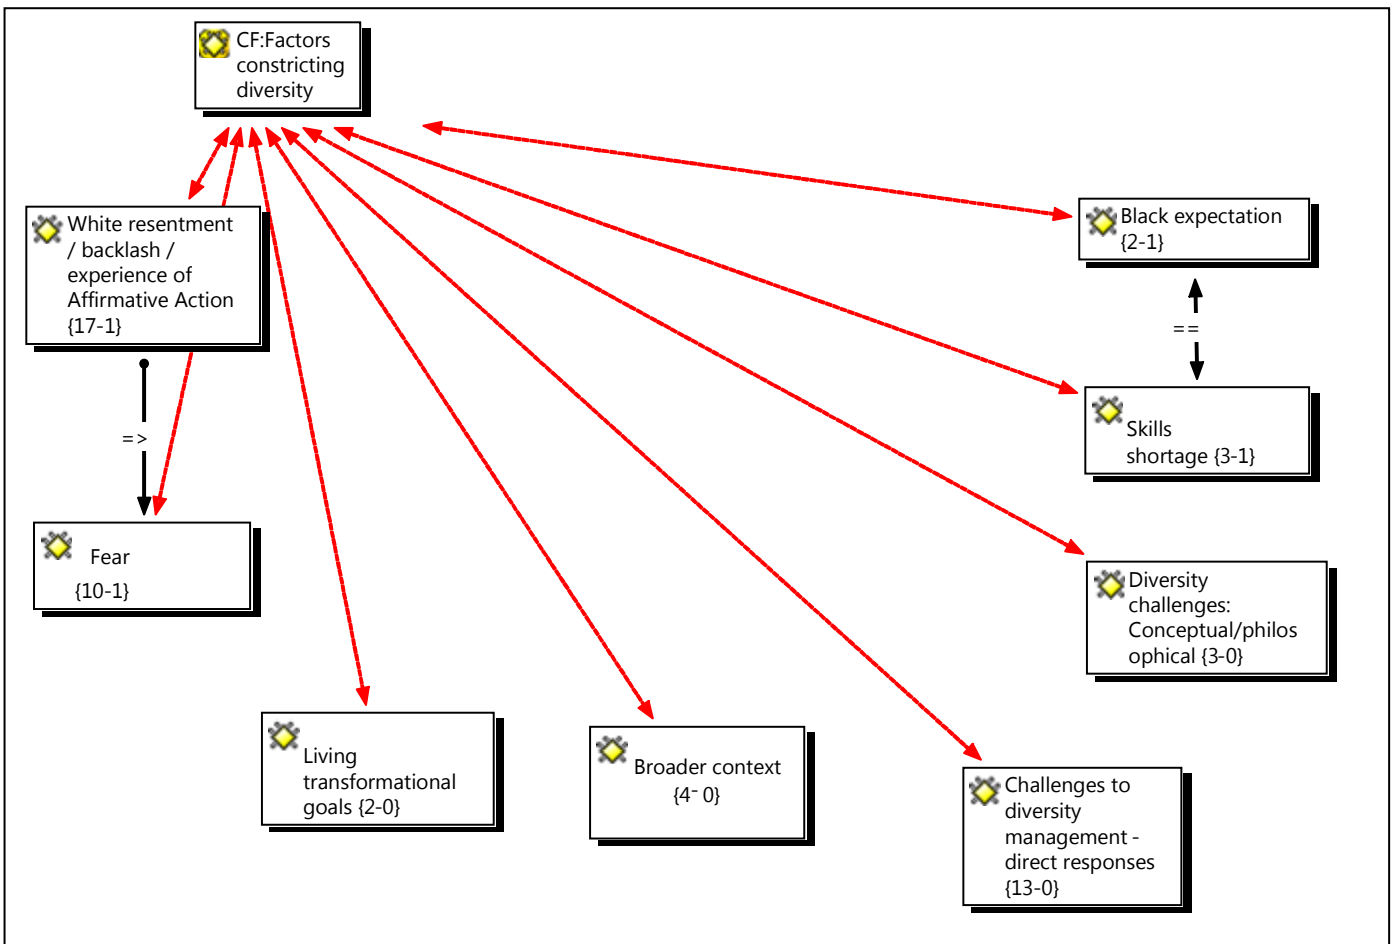 CF:Factors
constricting
diversity
White resentment
/ backlash /
experience of
Affirmative Action
{17-1}
Black expectation
{2-1}
==
Skills
shortage {3-1}
=>
Fear
{10-1}
Diversity
challenges:
Conceptual/philos
ophical {3-0}
Living
transformational
goals {2-0}
Broader context
{4- 0}
Challenges to
diversity
management -
direct responses
{13-0}